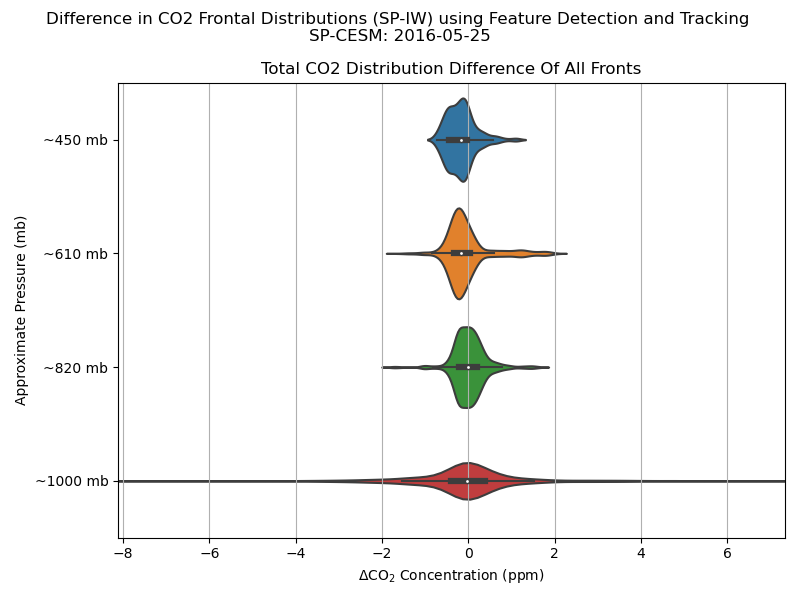 Difference in CO2 Frontal Distributions (SP-IW) using Feature Detection and Tracking
SP-CESM: 2016-05-25
Total CO2 Distribution Difference Of All Fronts
Approximate Pressure (mb)
~450 mb
~610 mb
~820 mb
~1000 mb
−8 −6 −4 −2 0 2 4 6
ΔCO₂ Concentration (ppm)